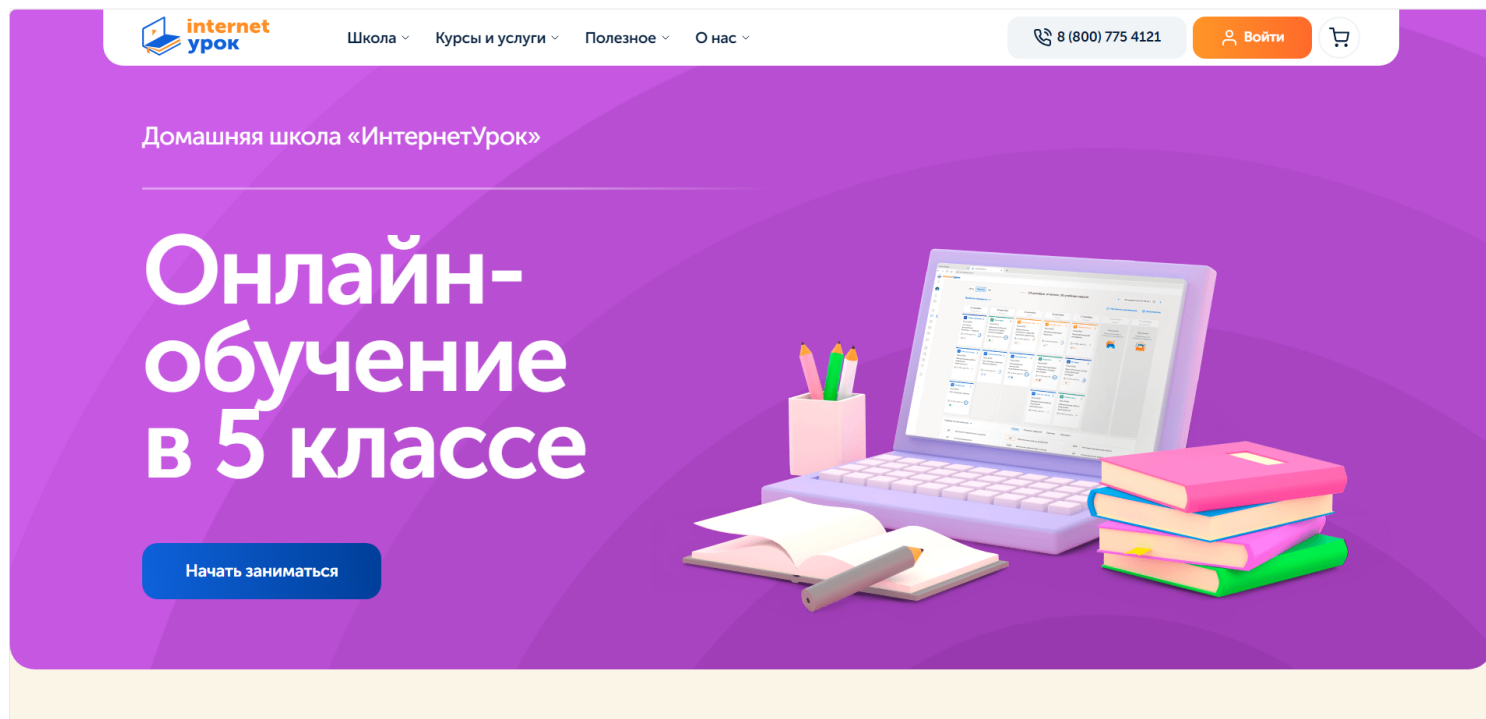 internet
урок
Школа
Курсы и услуги
Полезное
О нас
8 (800) 775 4121
Войти
Домашняя школа «ИнтернетУрок»
Онлайн-
обучение
в 5 классе
Начать заниматься